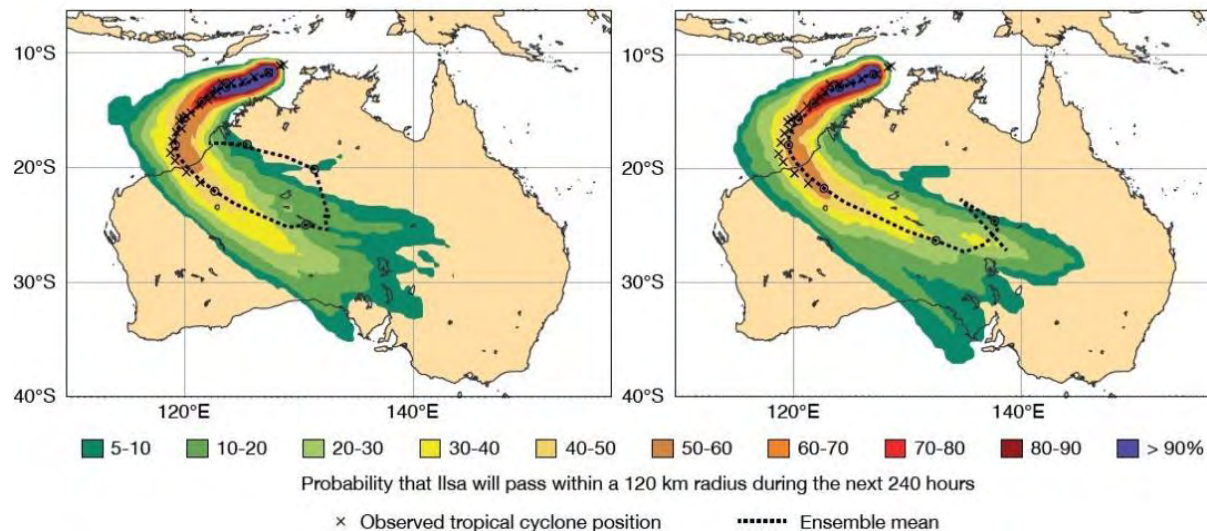 10°S
10°S
20°S
20°S
30°S
30°S
40°S
40°S
120°E 140°E 120°E 140°E
5-10 10-20 20-30 30-40 40-50 50-60 60-70 70-80 80-90 > 90%
Probability that Ilsa will pass within a 120 km radius during the next 240 hours
× Observed tropical cyclone position Ensemble mean